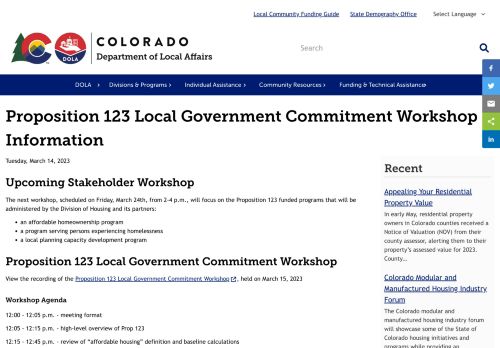 Local Community Funding Guide State Demography Office Select Language
COLORADO
Department of Local Affairs
DOLA
Search
DOLA Divisions & Programs Individual Assistance Community Resources Funding & Technical Assistance
Proposition 123 Local Government Commitment Workshop
Information
Tuesday, March 14, 2023
Upcoming Stakeholder Workshop
The next workshop, scheduled on Friday, March 24th, from 2-4 p.m., will focus on the Proposition 123 funded programs that will be
administered by the Division of Housing and its partners:
an affordable homeownership program
a program serving persons experiencing homelessness
a local planning capacity development program
Proposition 123 Local Government Commitment Workshop
View the recording of the Proposition 123 Local Government Commitment Workshop , held on March 15, 2023
Workshop Agenda
12:00 - 12:05 p.m. - meeting format
12:05 - 12:15 p.m. - high-level overview of Prop 123
12:15 - 12:45 p.m. - review of "affordable housing" definition and baseline calculations
Recent
Appealing Your Residential
Property Value
In early May, residential property
owners in Colorado counties received a
Notice of Valuation (NOV) from their
county assessor, alerting them to their
property's assessed value for 2023.
County...
Colorado Modular and
Manufactured Housing Industry
Forum
The Colorado modular and
manufactured housing industry forum
will showcase some of the State of
Colorado housing initiatives and
programs while providing an